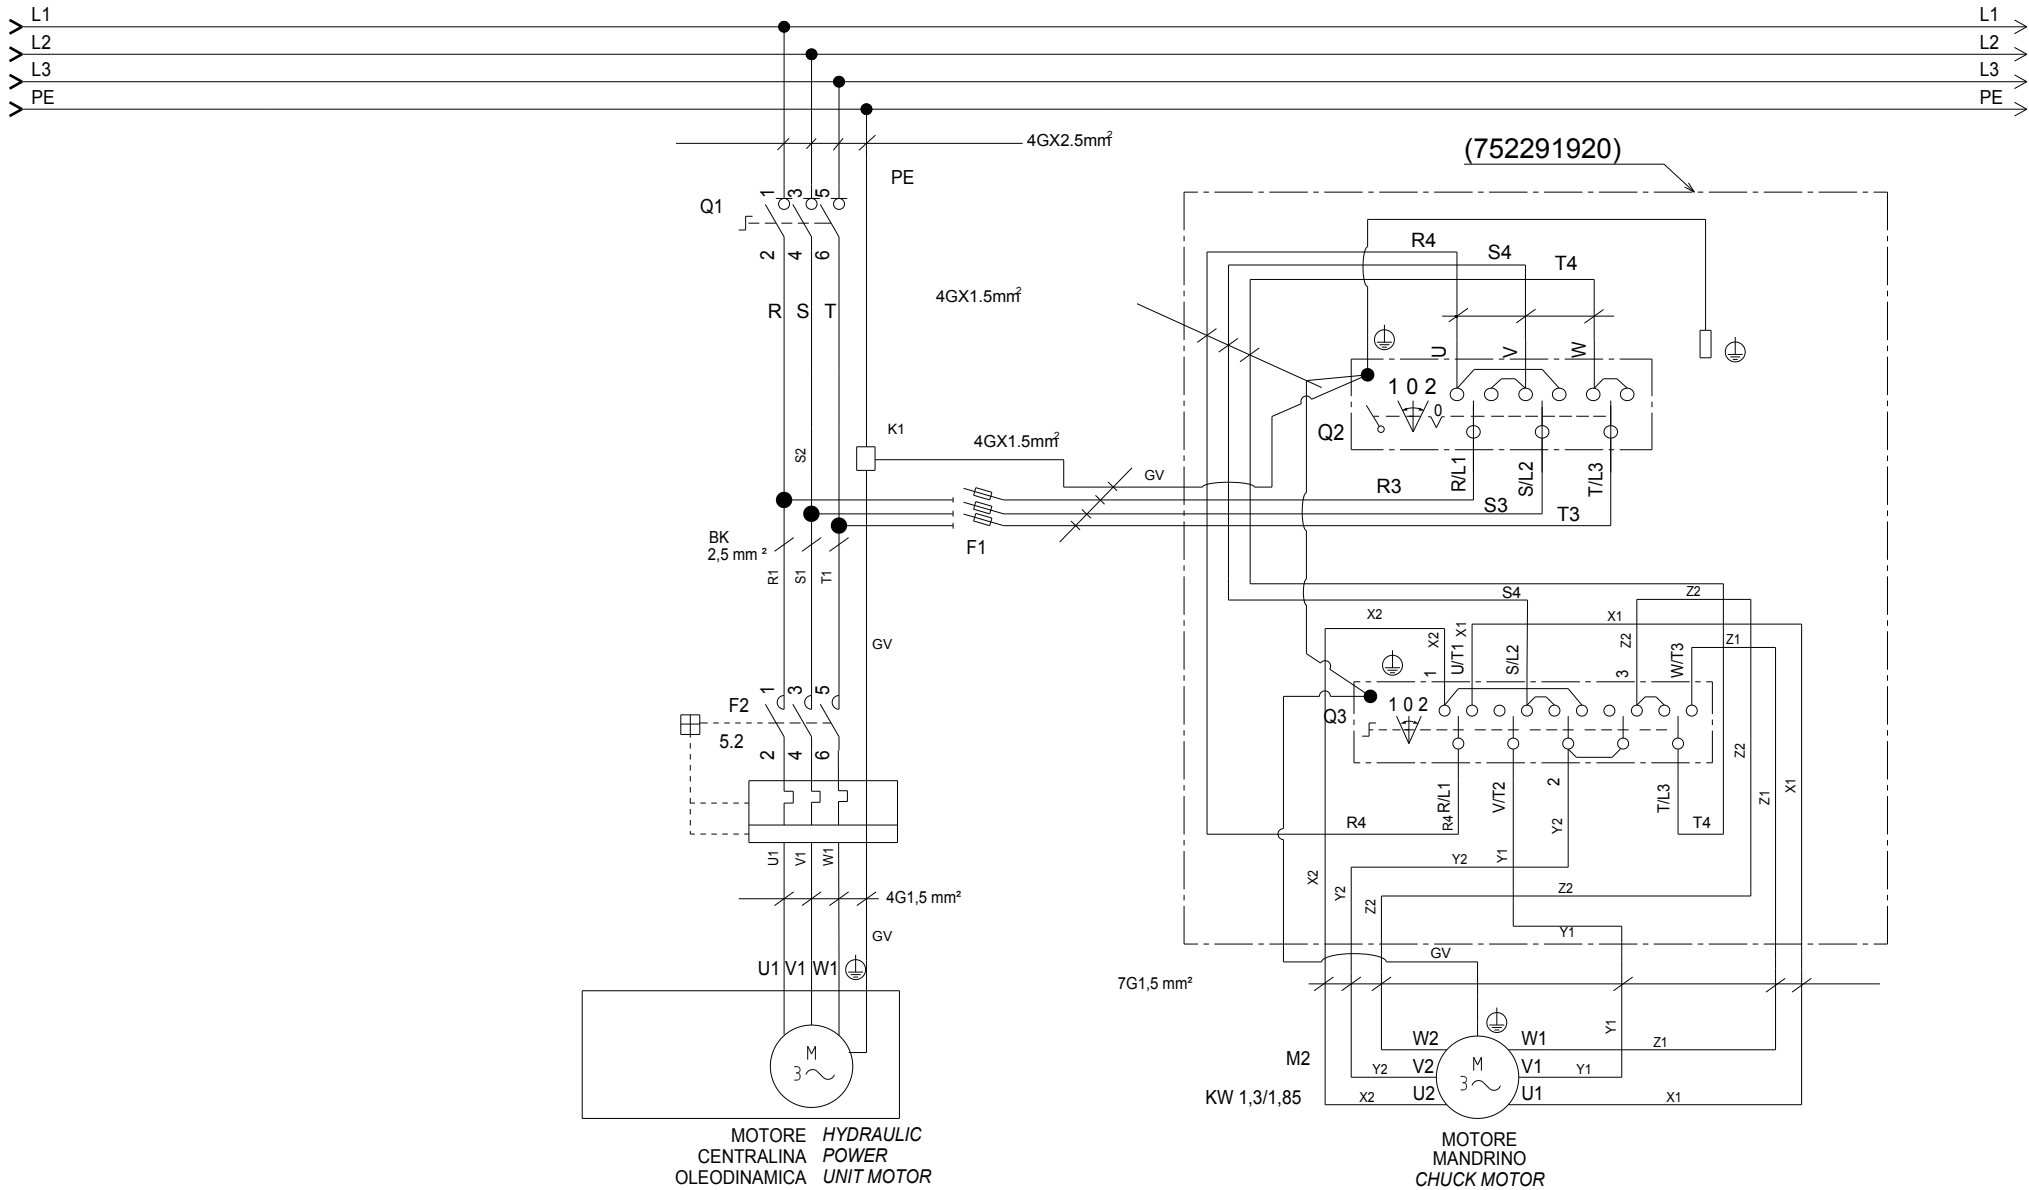 L1 L1
L2 L2
L3 L3
PE PE
4GX2.5mm²
(752291920)
PE
Q1
1 3 5
2 4 6
R S T
R4
S4
T4
4GX1.5mm²
U V W
1 0 2
0
Q2
K1
4GX1.5mm²
S2
GV
R/L1 S/L2 T/L3
R3
S3
T3
F1
BK
2,5 mm ²
R1 S1 T1
S4
Z2
X2
X1
X2 X1 Z2
Z1
GV
1 U/T1 S/L2 3 W/T3
F2
1 3 5
5.2
2 4 6
Q3
1 0 2
Z2
Z1
X1
R/L1 V/T2 2 T/L3
R4
R4
Y2
T4
Y2
Y1
U1 V1 W1
X2
Y2
Z2
Z2
4G1,5 mm²
GV
Y1
GV
U1 V1 W1
7G1,5 mm²
Y1
W2 W1
Z1
M2
M
3
M
3
Y2
V2 V1
Y1
KW 1,3/1,85
X2
U2 U1
X1
MOTORE HYDRAULIC
CENTRALINA POWER
OLEODINAMICA UNIT MOTOR
MOTORE
MANDRINO
CHUCK MOTOR